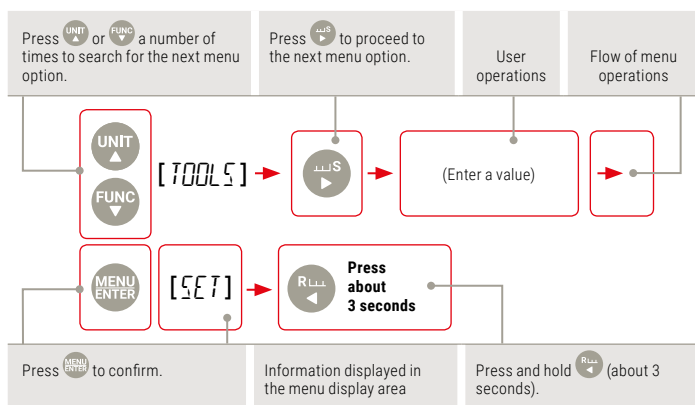 Press UNIT or FUNC a number of
times to search for the next menu
option.
Press S to proceed to
the next menu option.
User
operations
Flow of menu
operations
UNIT
FUNC
[TOOLS]
S
(Enter a value)
MENU
ENTER
[SET]
R
Press
about
3 seconds
Press MENU ENTER to confirm.
Information displayed in
the menu display area
Press and hold R (about 3
seconds).